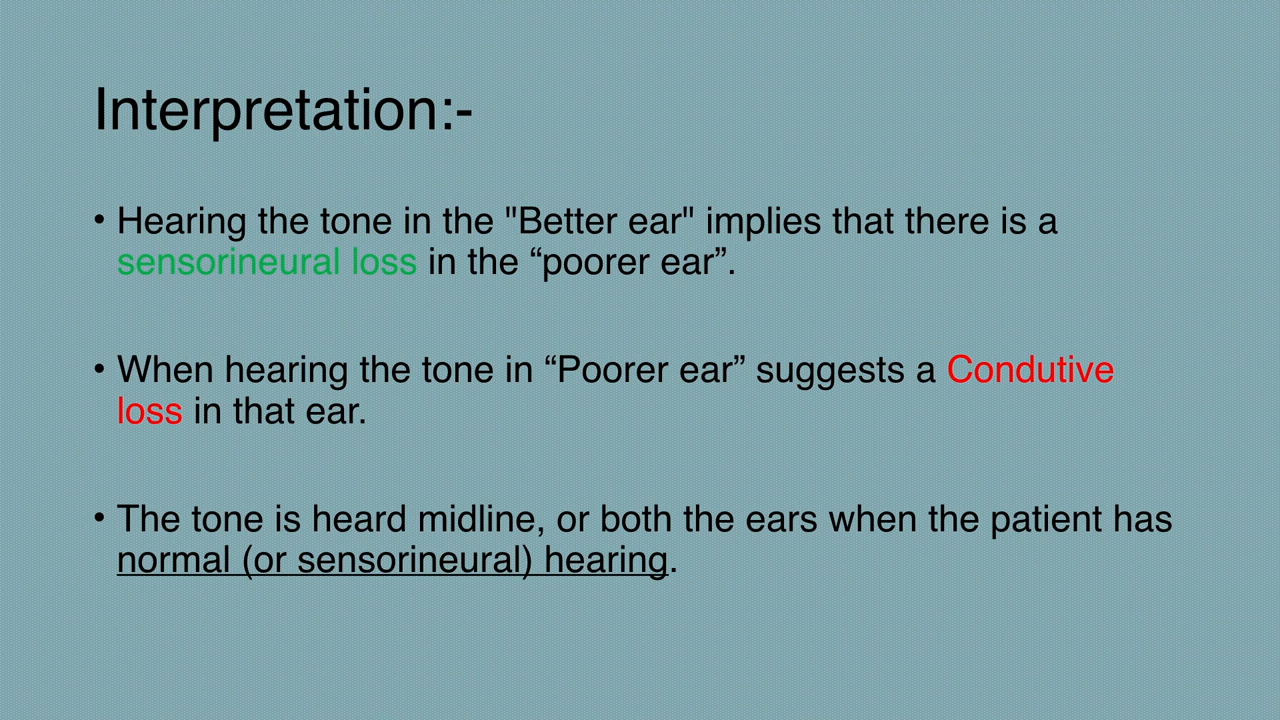 Interpretation:-
• Hearing the tone in the "Better ear" implies that there is a
sensorineural loss in the “poorer ear”.
• When hearing the tone in “Poorer ear” suggests a Condutive
loss in that ear.
• The tone is heard midline, or both the ears when the patient has
normal (or sensorineural) hearing.